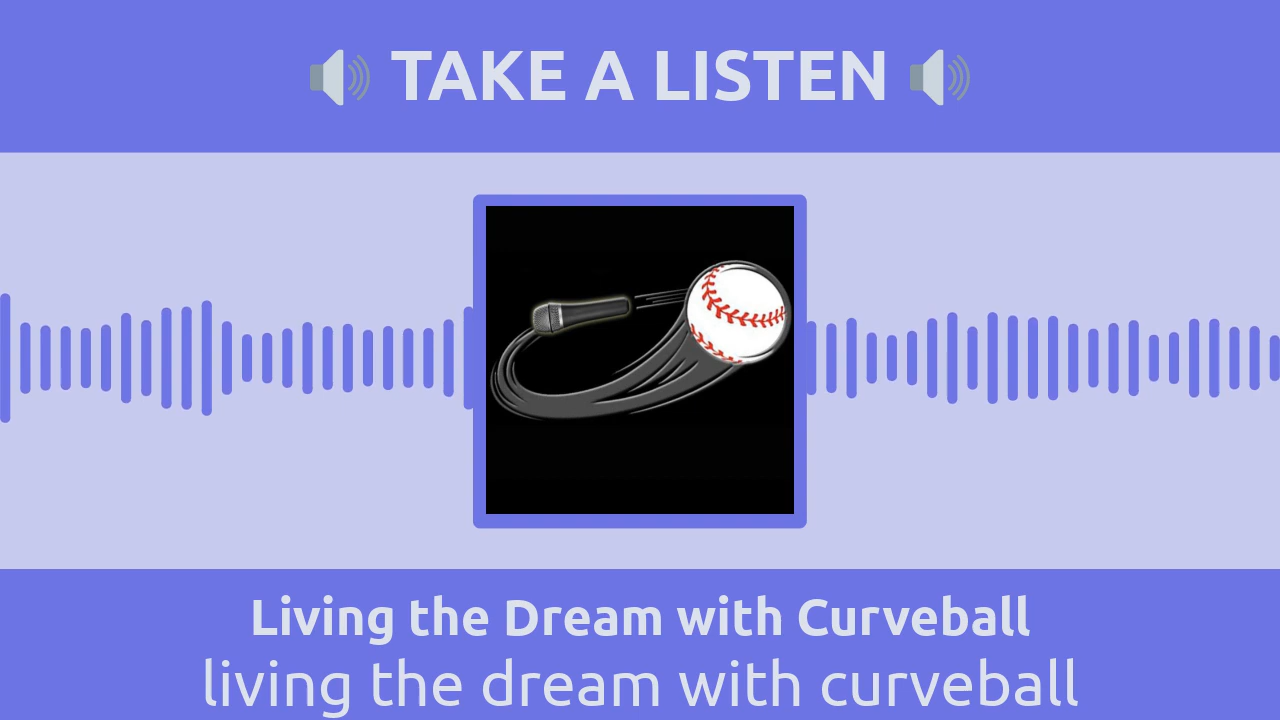 🔊 TAKE A LISTEN 🔊
Living the Dream with Curveball
living the dream with curveball